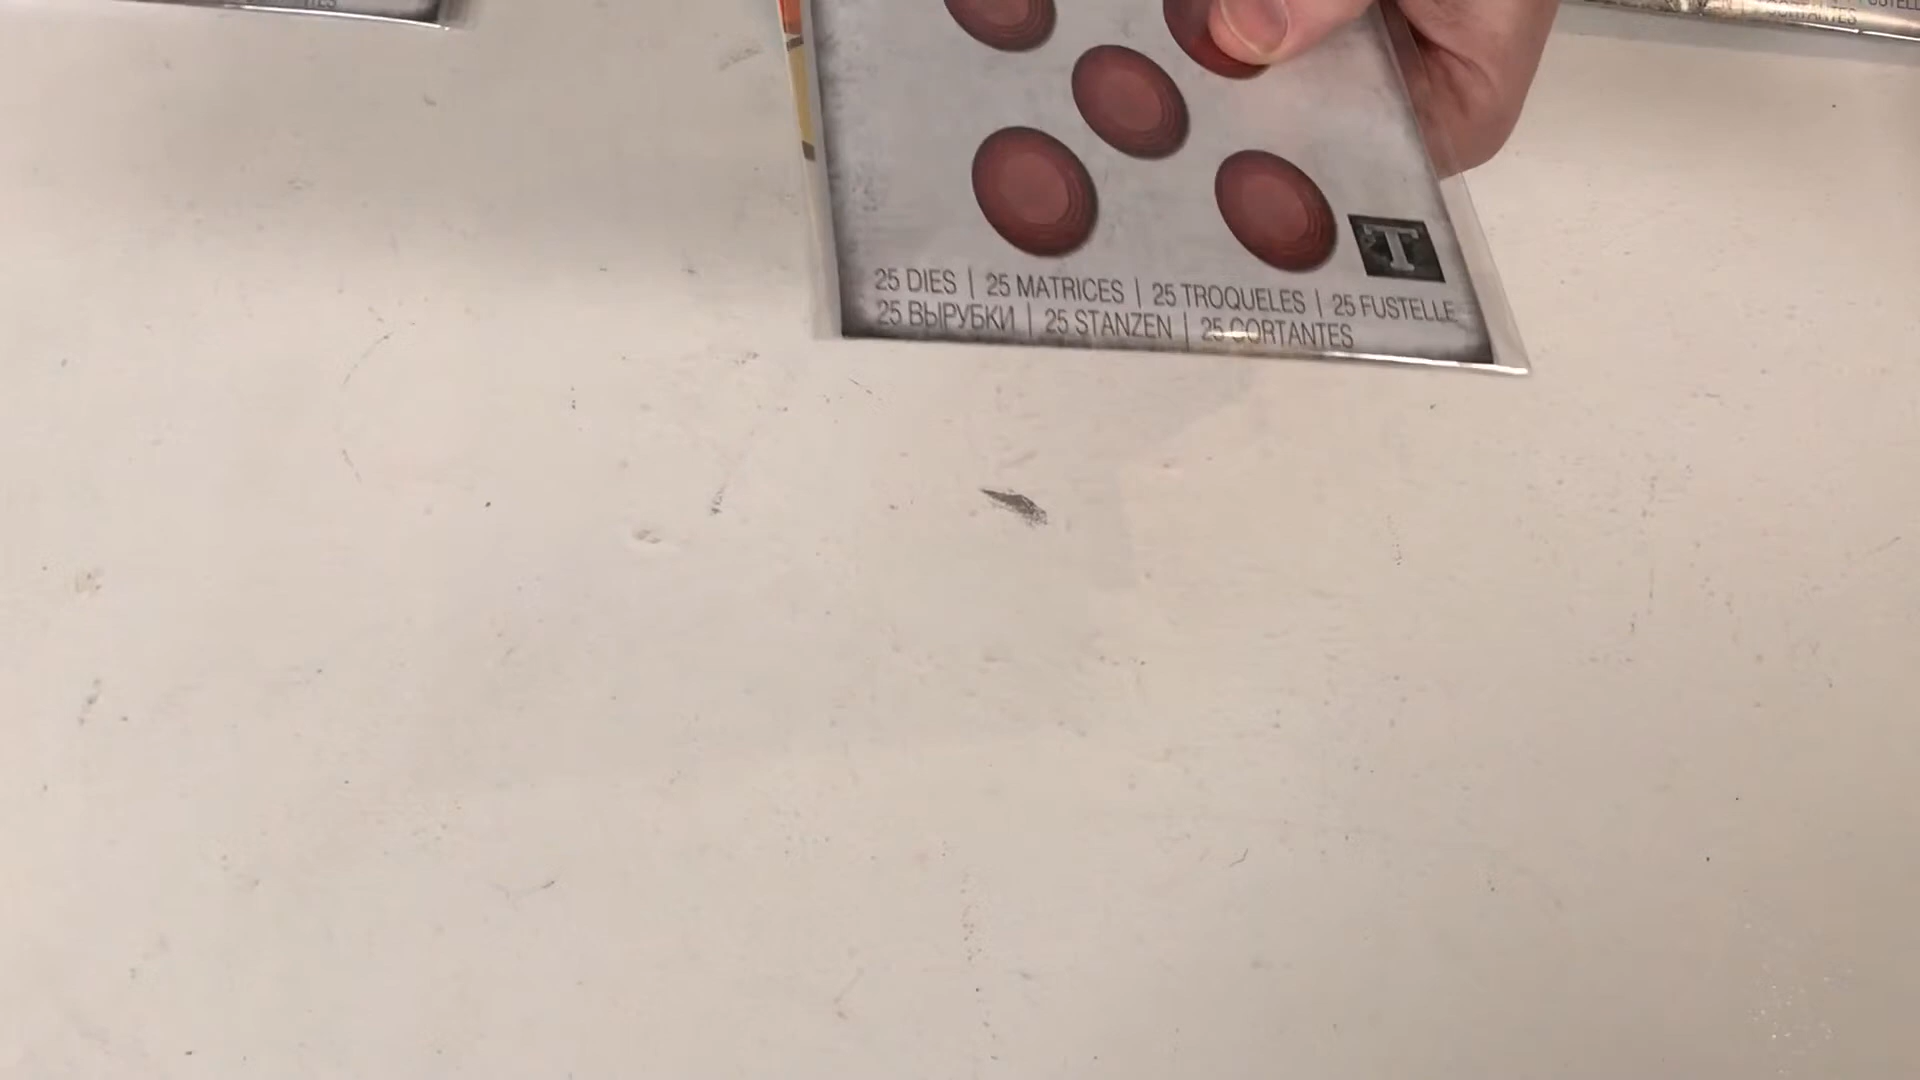 T
25 DIES | 25 MATRICES | 25 TROQUELES | 25 FUSTELLE
25 ВЫРУБКИ | 25 STANZEN | 25 CORTANTES